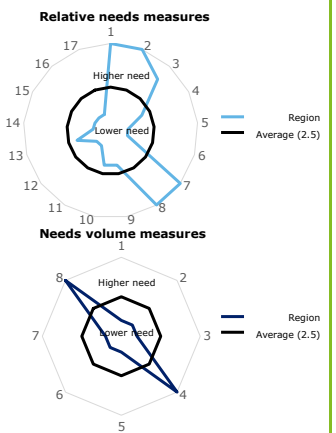 Relative needs measures
1
17 2
16 3
Higher need
15 4
14 Lower need 5
Region
Average (2.5)
13 6
12 7
11 8
10 9
Needs volume measures
1
8 Higher need 2
7 Lower need 3
Region
Average (2.5)
6 4
5